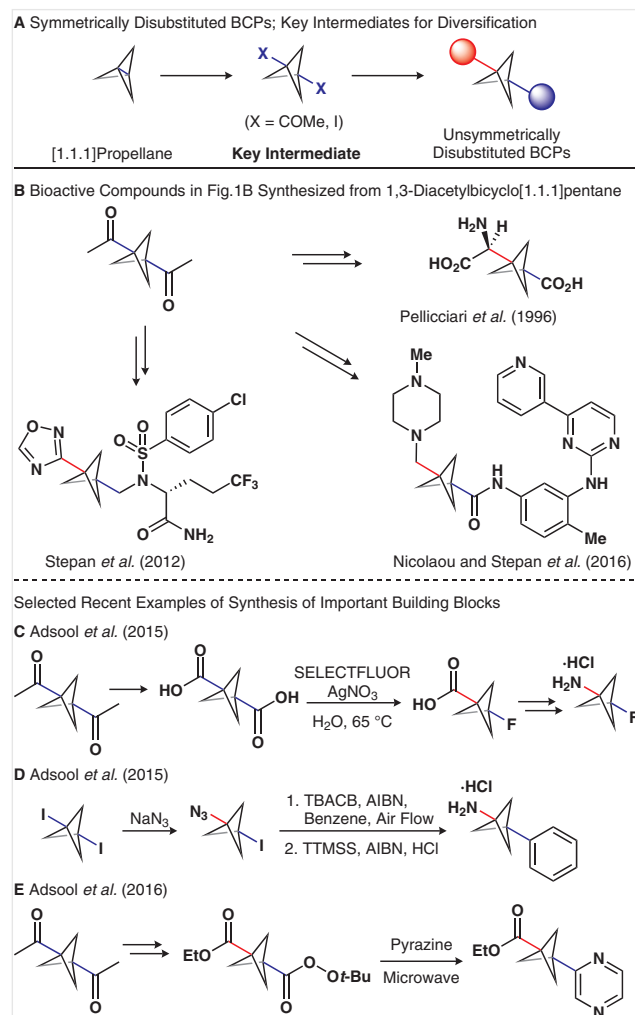 A Symmetrically Disubstituted BCPs; Key Intermediates for Diversification
X
X
(X = COMe, I)
[1.1.1]Propellane
Key Intermediate
Unsymmetrically
Disubstituted BCPs
B Bioactive Compounds in Fig.1B Synthesized from 1,3-Diacetylbicyclo[1.1.1]pentane
O
O
H2N
H
HO2C
CO2H
Pellicciari et al. (1996)
Cl
O
O
S
O
N
N
N
CF3
O
NH2
Stepan et al. (2012)
Me
N
N
N
N
N
H
N
O
NH
Me
Nicolaou and Stepan et al. (2016)
Selected Recent Examples of Synthesis of Important Building Blocks
C Adsool et al. (2015)
O
O
O
HO
OH
O
SELECTFLUOR
AgNO3
H2O, 65 °C
O
HO
F
·HCl
H2N
F
D Adsool et al. (2015)
I
I
NaN3
N3
I
1. TBACB, AIBN,
Benzene, Air Flow
2. TTMSS, AIBN, HCl
·HCl
H2N
E Adsool et al. (2016)
O
O
O
EtO
O
O
Ot-Bu
Pyrazine
Microwave
O
EtO
N
N